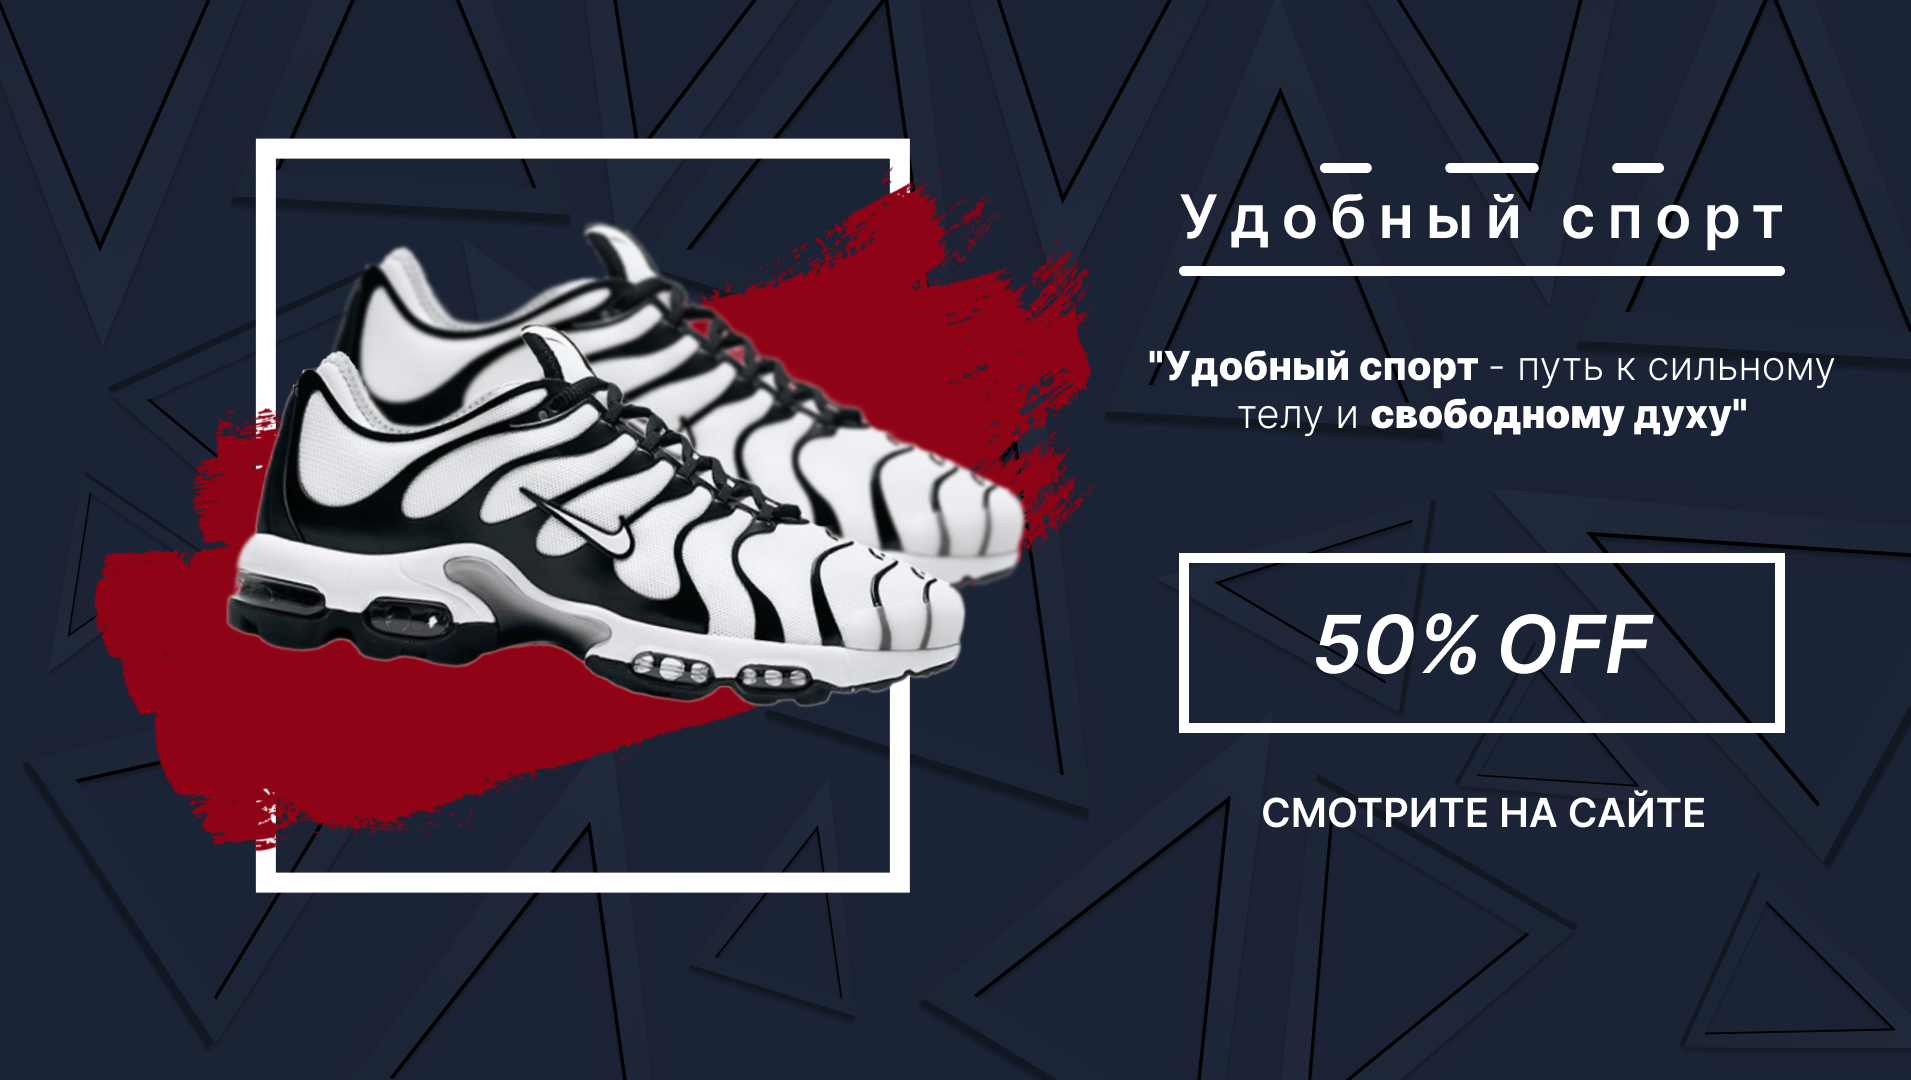 Удобный спорт
"Удобный спорт - путь к сильному
телу и свободному духу"
50% OFF
СМОТРИТЕ НА САЙТЕ